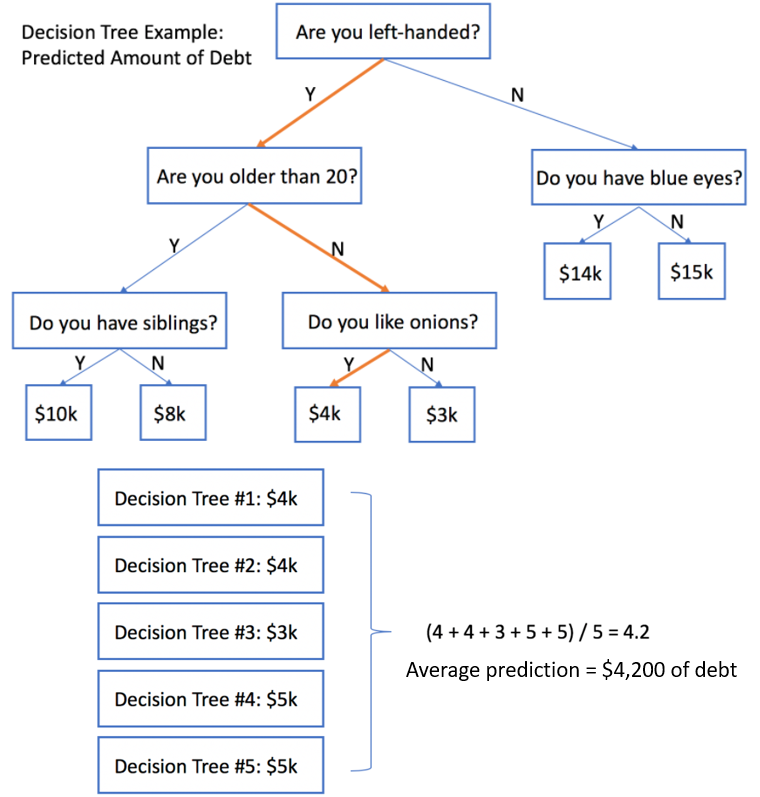 Decision Tree Example:
Predicted Amount of Debt
Are you left-handed?
Y
N
Are you older than 20?
Do you have blue eyes?
Y
N
Y
N
$14k
$15k
Do you have siblings?
Do you like onions?
Y
N
Y
N
$10k
$8k
$4k
$3k
Decision Tree #1: $4k
Decision Tree #2: $4k
Decision Tree #3: $3k
Decision Tree #4: $5k
Decision Tree #5: $5k
(4 + 4 + 3 + 5 + 5) / 5 = 4.2
Average prediction = $4,200 of debt